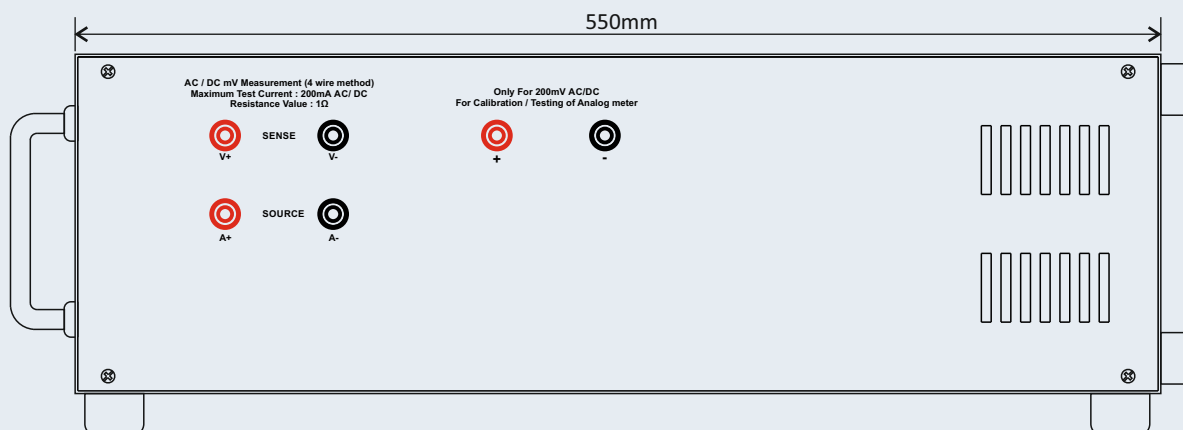 550mm
AC / DC mV Measurement (4 wire method)
Maximum Test Current : 200mA AC/ DC
Resistance Value : 1Ω
SENSE
V+ V-
SOURCE
A+ A-
Only For 200mV AC/DC
For Calibration / Testing of Analog meter
+ -